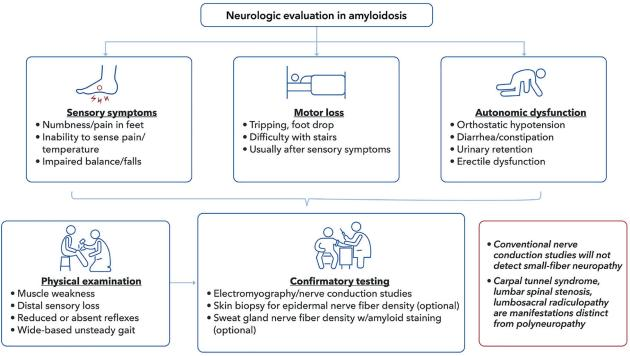 Neurologic evaluation in amyloidosis
Sensory symptoms
• Numbness/pain in feet
• Inability to sense pain/
temperature
• Impaired balance/falls
Motor loss
• Tripping, foot drop
• Difficulty with stairs
• Usually after sensory symptoms
Autonomic dysfunction
• Orthostatic hypotension
• Diarrhea/constipation
• Urinary retention
• Erectile dysfunction
Physical examination
• Muscle weakness
• Distal sensory loss
• Reduced or absent reflexes
• Wide-based unsteady gait
Confirmatory testing
• Electromyography/nerve conduction studies
• Skin biopsy for epidermal nerve fiber density (optional)
• Sweat gland nerve fiber density w/amyloid staining
(optional)
• Conventional nerve
conduction studies will not
detect small-fiber neuropathy
• Carpal tunnel syndrome,
lumbar spinal stenosis,
lumbosacral radiculopathy
are manifestations distinct
from polyneuropathy